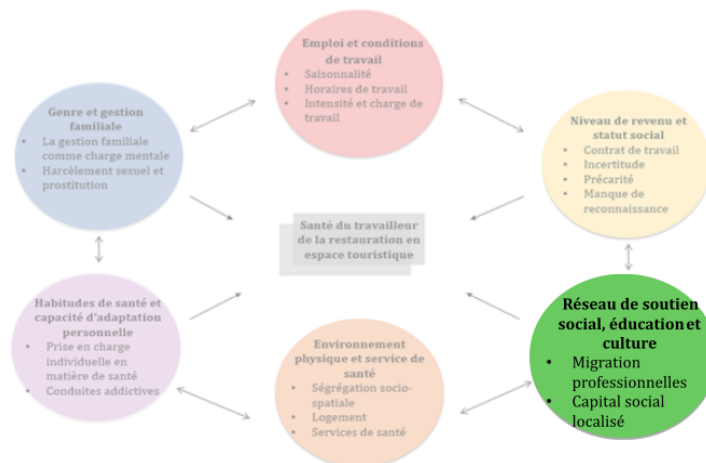 Emploi et conditions
de travail
• Saisonnalité
• Horaires de travail
• Intensité et charge de
travail
Genre et gestion
familiale
• La gestion familiale
comme charge mentale
• Harcèlement sexuel et
prostitution
Niveau de revenu et
statut social
• Contrat de travail
• Incertitude
• Précarité
• Manque de
reconnaissance
Santé du travailleur
de la restauration en
espace touristique
Habitudes de santé et
capacité d'adaptation
personnelle
• Prise en charge
individuelle en
matière de santé
• Conduites addictives
Environnement
physique et service de
santé
• Ségrégation socio-
spatiale
• Logement
• Services de santé
Réseau de soutien
social, éducation et
culture
• Migration
professionnelles
• Capital social
localisé